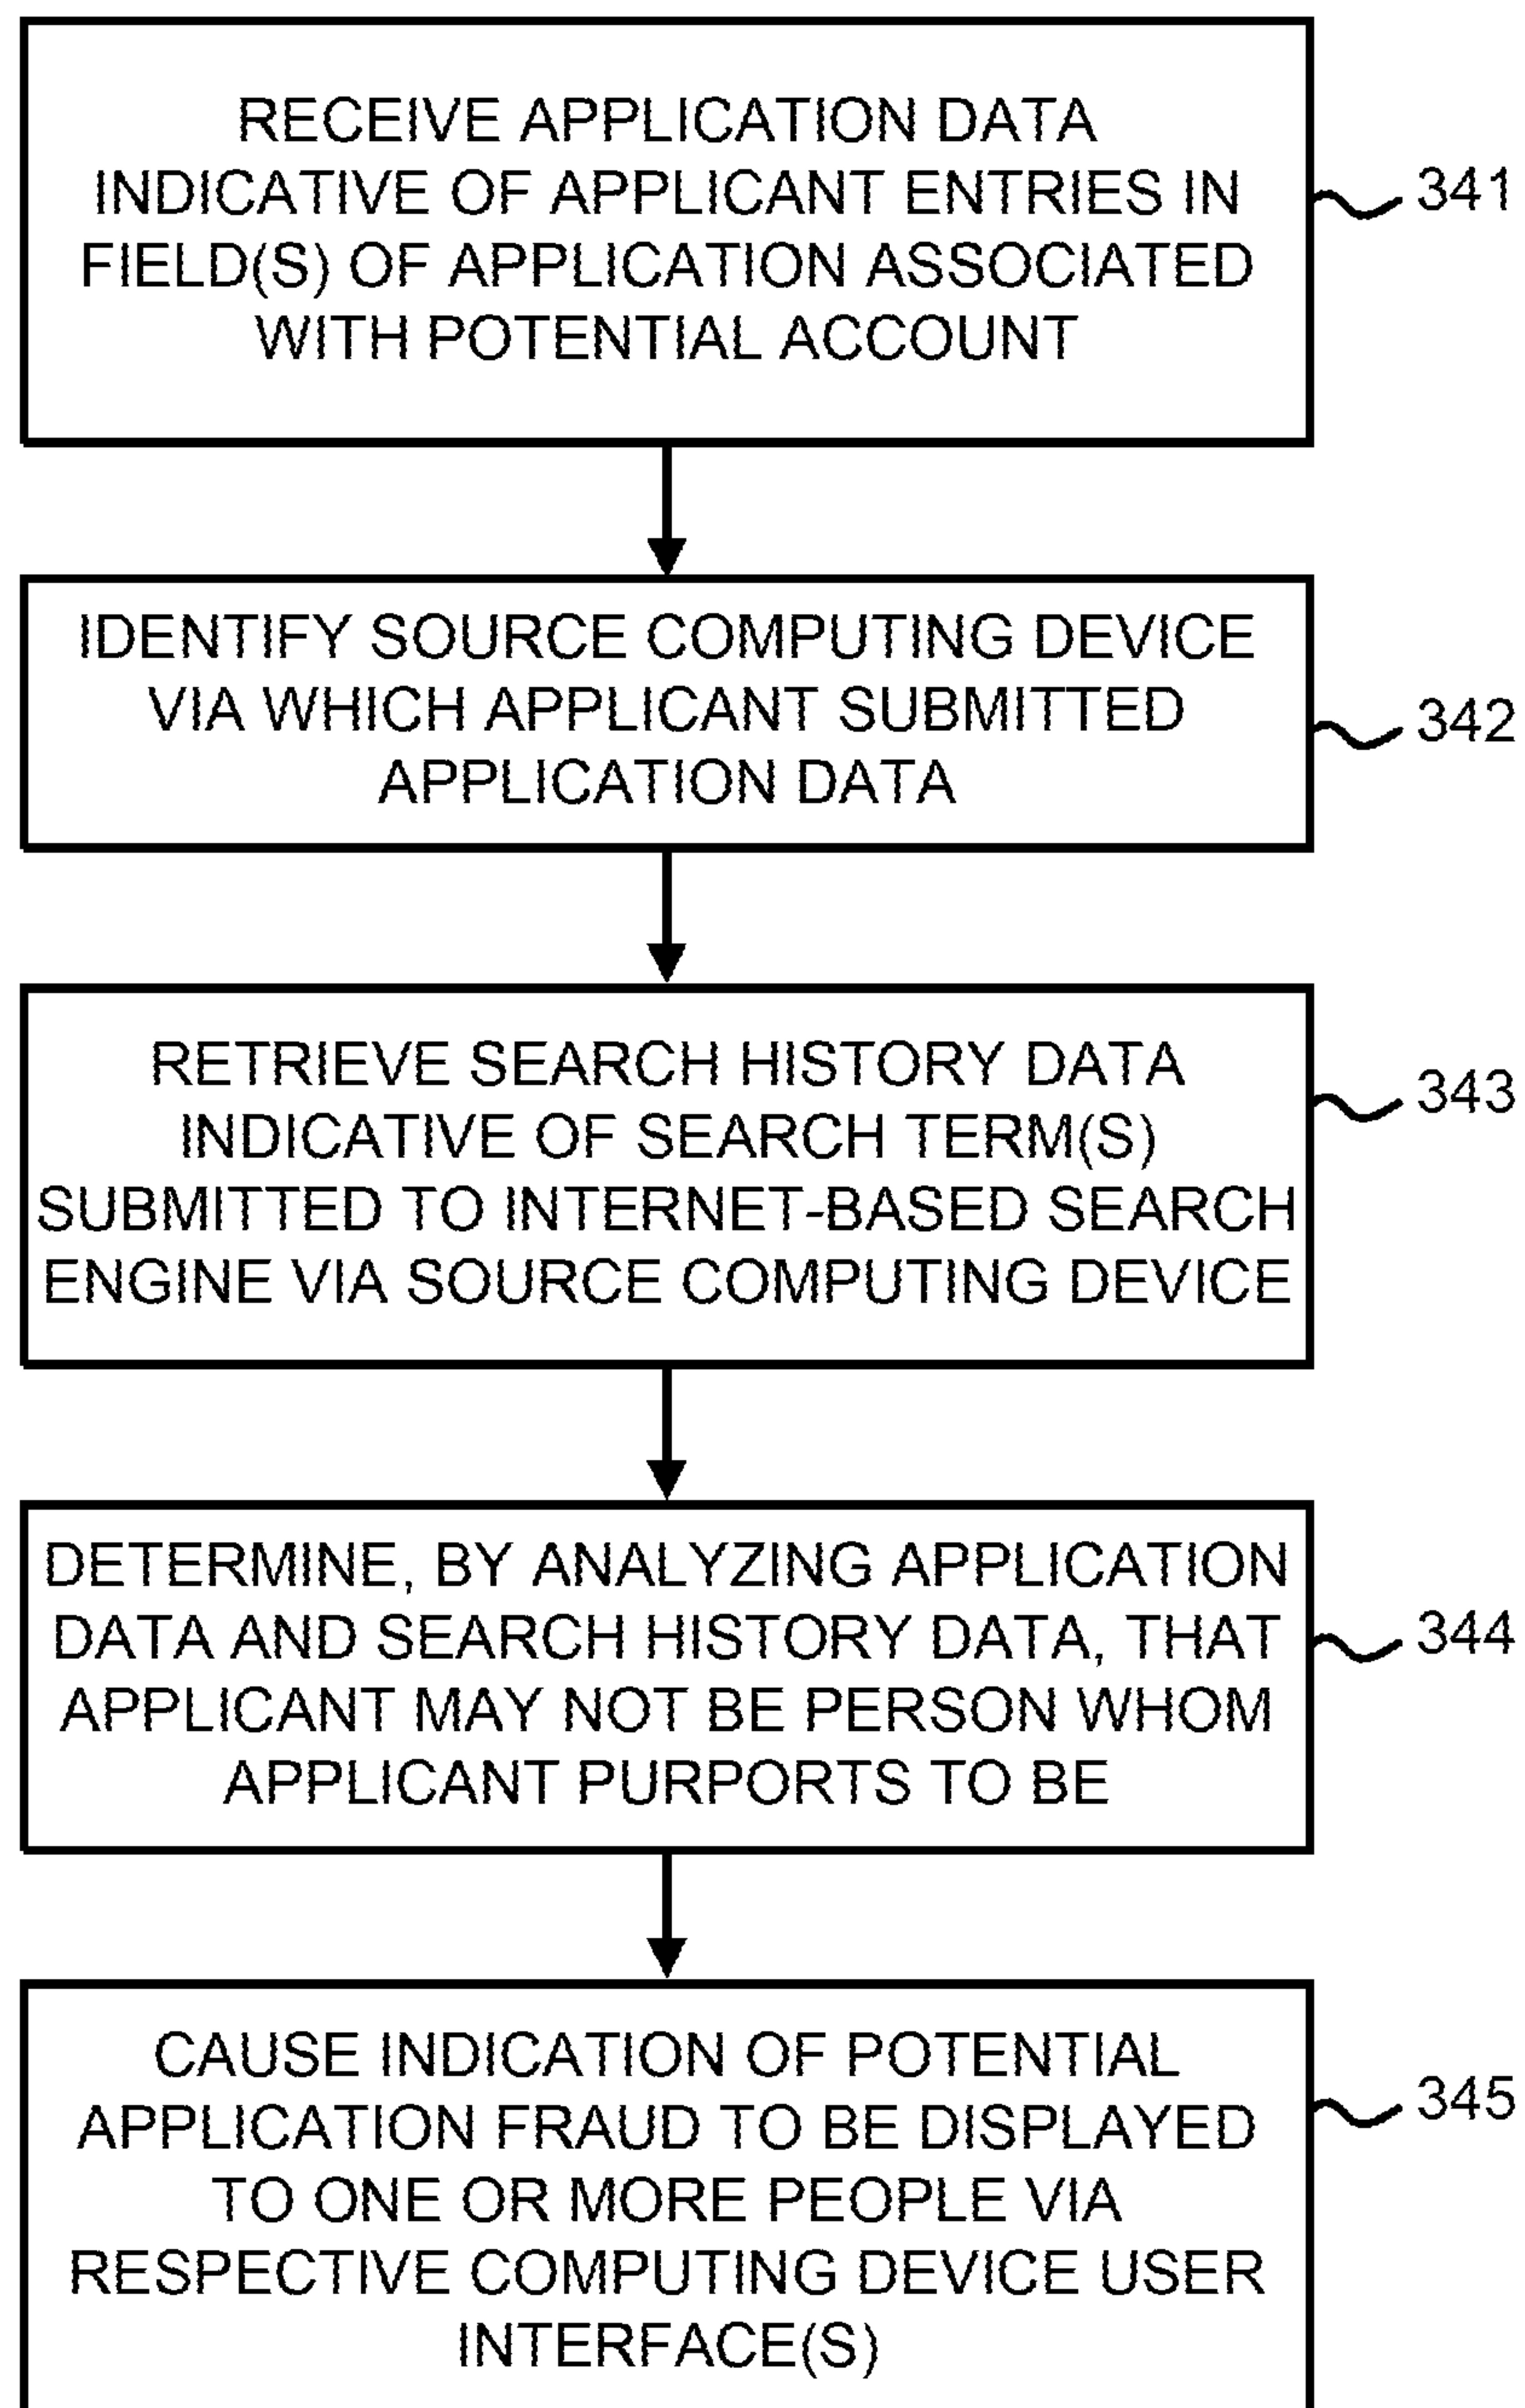 RECEIVE APPLICATION DATA
INDICATIVE OF APPLICANT ENTRIES IN
FIELD(S) OF APPLICATION ASSOCIATED
WITH POTENTIAL ACCOUNT
341
IDENTIFY SOURCE COMPUTING DEVICE
VIA WHICH APPLICANT SUBMITTED
APPLICATION DATA
342
RETRIEVE SEARCH HISTORY DATA
INDICATIVE OF SEARCH TERM(S)
SUBMITTED TO INTERNET-BASED SEARCH
ENGINE VIA SOURCE COMPUTING DEVICE
343
DETERMINE, BY ANALYZING APPLICATION
DATA AND SEARCH HISTORY DATA, THAT
APPLICANT MAY NOT BE PERSON WHOM
APPLICANT PURPORTS TO BE
344
CAUSE INDICATION OF POTENTIAL
APPLICATION FRAUD TO BE DISPLAYED
TO ONE OR MORE PEOPLE VIA
RESPECTIVE COMPUTING DEVICE USER
INTERFACE(S)
345